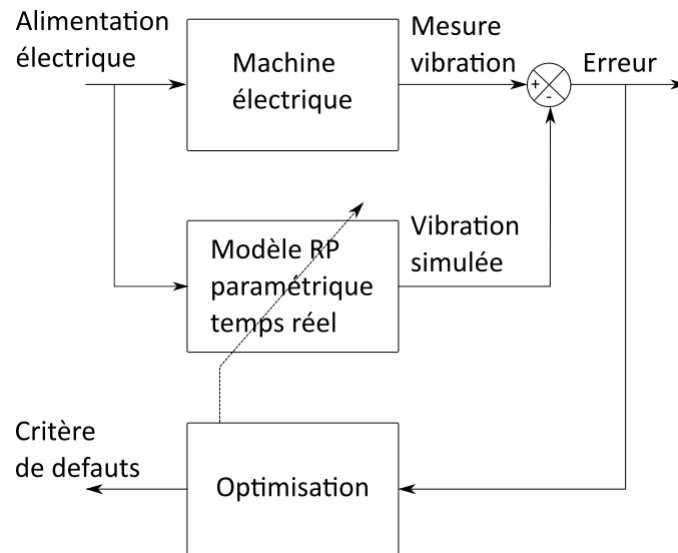 Alimentation
électrique
Machine
électrique
Mesure
vibration
+
-
Erreur
Modèle RP
paramétrique
temps réel
Vibration
simulée
Critère
de defauts
Optimisation